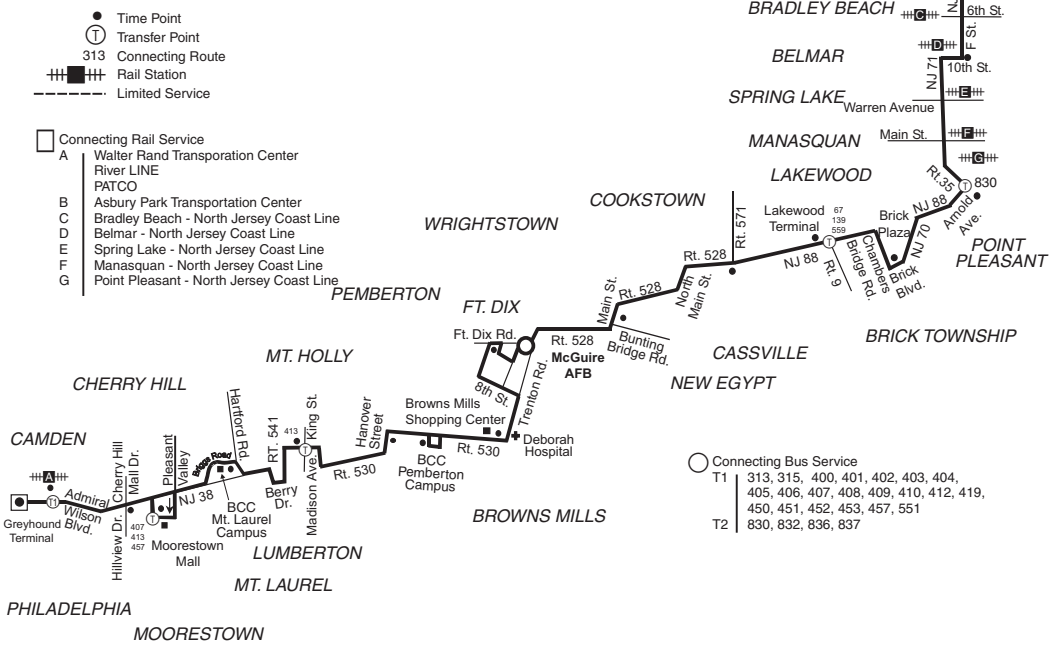 Time Point
T Transfer Point
313 Connecting Route
Rail Station
Limited Service
Connecting Rail Service
A Walter Rand Transporation Center
River LINE
PATCO
B Asbury Park Transportation Center
C Bradley Beach - North Jersey Coast Line
D Belmar - North Jersey Coast Line
E Spring Lake - North Jersey Coast Line
F Manasquan - North Jersey Coast Line
G Point Pleasant - North Jersey Coast Line
BRADLEY BEACH
C
6th St.
F St.
BELMAR
D
NJ 71
10th St.
SPRING LAKE
E
Warren Avenue
MANASQUAN
Main St.
F
G
LAKEWOOD
Rt.35
T 830
NJ 88
Arnold
Ave.
POINT
PLEASANT
COOKSTOWN
Rt. 571
Lakewood
Terminal
67
139
559
T
Brick
Plaza
NJ 70
Chambers
Bridge Rd.
Brick
Blvd.
NJ 88
Rt. 9
BRICK TOWNSHIP
WRIGHTSTOWN
Rt. 528
North
Main St.
Rt. 528
Main St.
Bunting
Bridge Rd.
CASSVILLE
NEW EGYPT
PEMBERTON
FT. DIX
Ft. Dix Rd.
Rt. 528
McGuire
AFB
8th St.
Trenton Rd.
MT. HOLLY
Browns Mills
Shopping Center
Deborah
Hospital
Rt. 530
BCC
Pemberton
Campus
BROWNS MILLS
Hanover
Street
Rt. 530
CHERRY HILL
Hartford Rd.
RT. 541
413
T
King St.
Madison Ave.
Berry
Dr.
Briggs Road
BCC
Mt. Laurel
Campus
NJ 38
LUMBERTON
MT. LAUREL
CAMDEN
A
T1
Admiral
Wilson
Blvd.
Greyhound
Terminal
Cherry Hill
Mall Dr.
Hillview Dr.
Pleasant
Valley
407
413
457
T
Moorestown
Mall
PHILADELPHIA
MOORESTOWN
Connecting Bus Service
T1 313, 315, 400, 401, 402, 403, 404,
405, 406, 407, 408, 409, 410, 412, 419,
450, 451, 452, 453, 457, 551
T2 830, 832, 836, 837